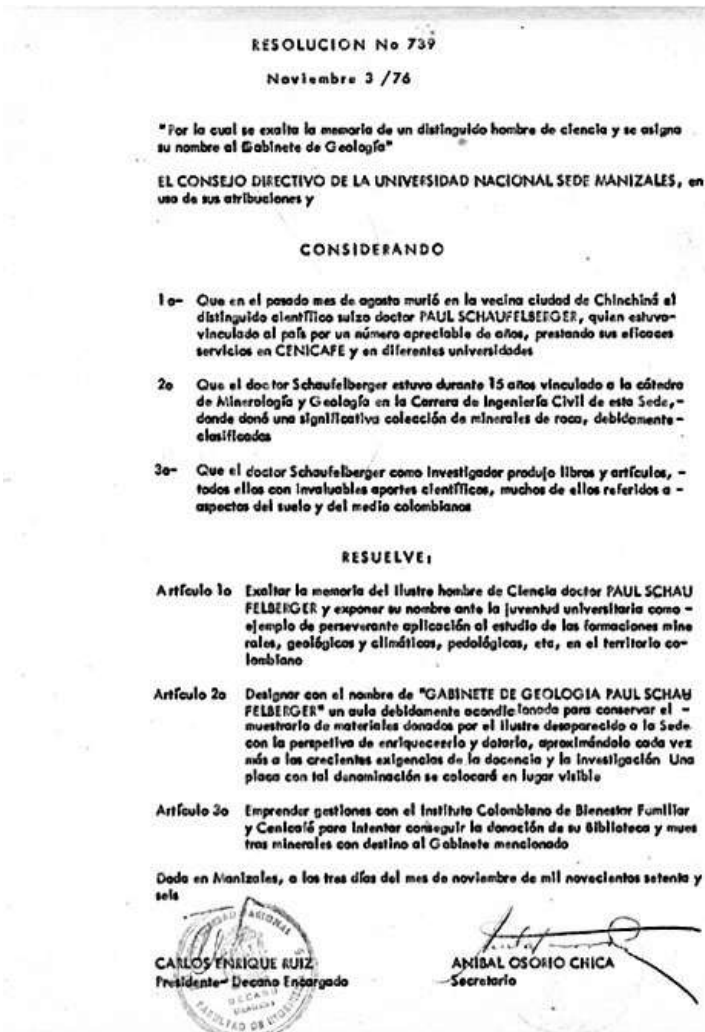 RESOLUCION No 739
Noviembre 3 /76
"Por la cual se exalta la memoria de un distinguido hombre de ciencia y se asigna
su nombre al Gabinete de Geología"
EL CONSEJO DIRECTIVO DE LA UNIVERSIDAD NACIONAL SEDE MANIZALES, en
uso de sus atribuciones y
CONSIDERANDO
1o- Que en el pasado mes de agosto murió en la vecina ciudad de Chinchiná el
distinguido científico suizo doctor PAUL SCHAUFELBERGER, quien estuvo-
vinculado al país por un número apreciable de años, prestando sus eficaces
servicios en CENICAFE y en diferentes universidades
2o Que el doctor Schaufelberger estuvo durante 15 años vinculado a la cátedra
de Minerología y Geología en la Carrera de Ingeniería Civil de esta Sede,-
donde donó una significativa colección de minerales de roca, debidamente-
clasificados
3o- Que el doctor Schaufelberger como investigador produjo libros y artículos, -
todos ellos con invaluables aportes científicos, muchos de ellos referidos a -
aspectos del suelo y del medio colombianos
RESUELVE:
Artículo 1o Exaltar la memoria del ilustre hombre de Ciencia doctor PAUL SCHAU
FELBERGER y exponer su nombre ante la juventud universitaria como -
ejemplo de perseverante aplicación al estudio de las formaciones mine
rales, geológicos y climáticas, pedológicas, etc, en el territorio co-
lombiano
Artículo 2o Designar con el nombre de "GABINETE DE GEOLOGIA PAUL SCHAU
FELBERGER" un aula debidamente acondicionada para conservar el -
muestrario de materiales donados por el ilustre desaparecido a la Sede
con la perspetiva de enriquecerlo y dotarlo, aproximándolo cada vez
más a las crecientes exigencias de la docencia y la investigación Una
placa con tal denominación se colocará en lugar visible
Artículo 3o Emprender gestiones con el Instituto Colombiano de Bienestar Familiar
y Cenicafé para intentar conseguir la donación de su Biblioteca y mues
tras minerales con destino al Gabinete mencionado
Dada en Manizales, a los tres días del mes de noviembre de mil novecientos setenta y
seis
CARLOS ENRIQUE RUIZ ANIBAL OSORIO CHICA
Presidente- Decano Encargado Secretario
NACIONAL
DECANO
FACULTAD DE